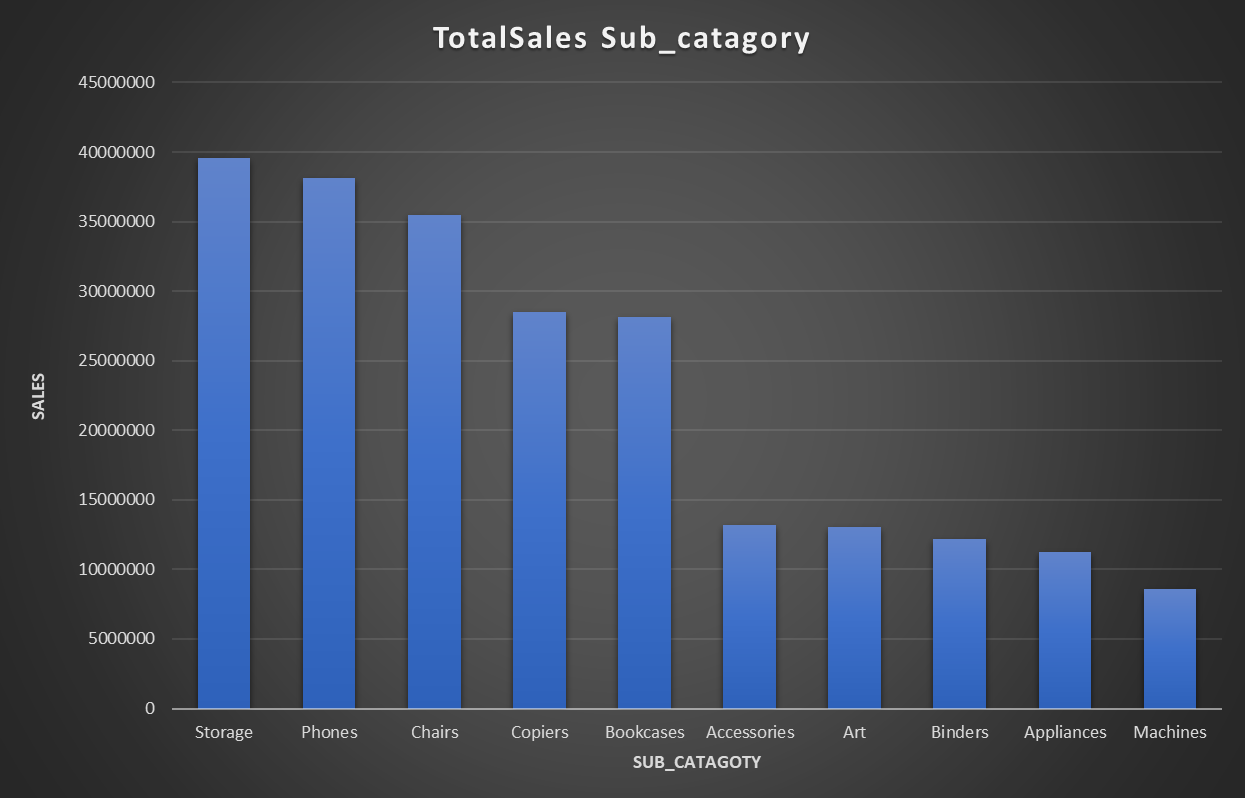 TotalSales Sub_catagory
45000000
40000000
35000000
30000000
25000000
20000000
15000000
10000000
5000000
0
SALES
Storage Phones Chairs Copiers Bookcases Accessories Art Binders Appliances Machines
SUB_CATAGOTY